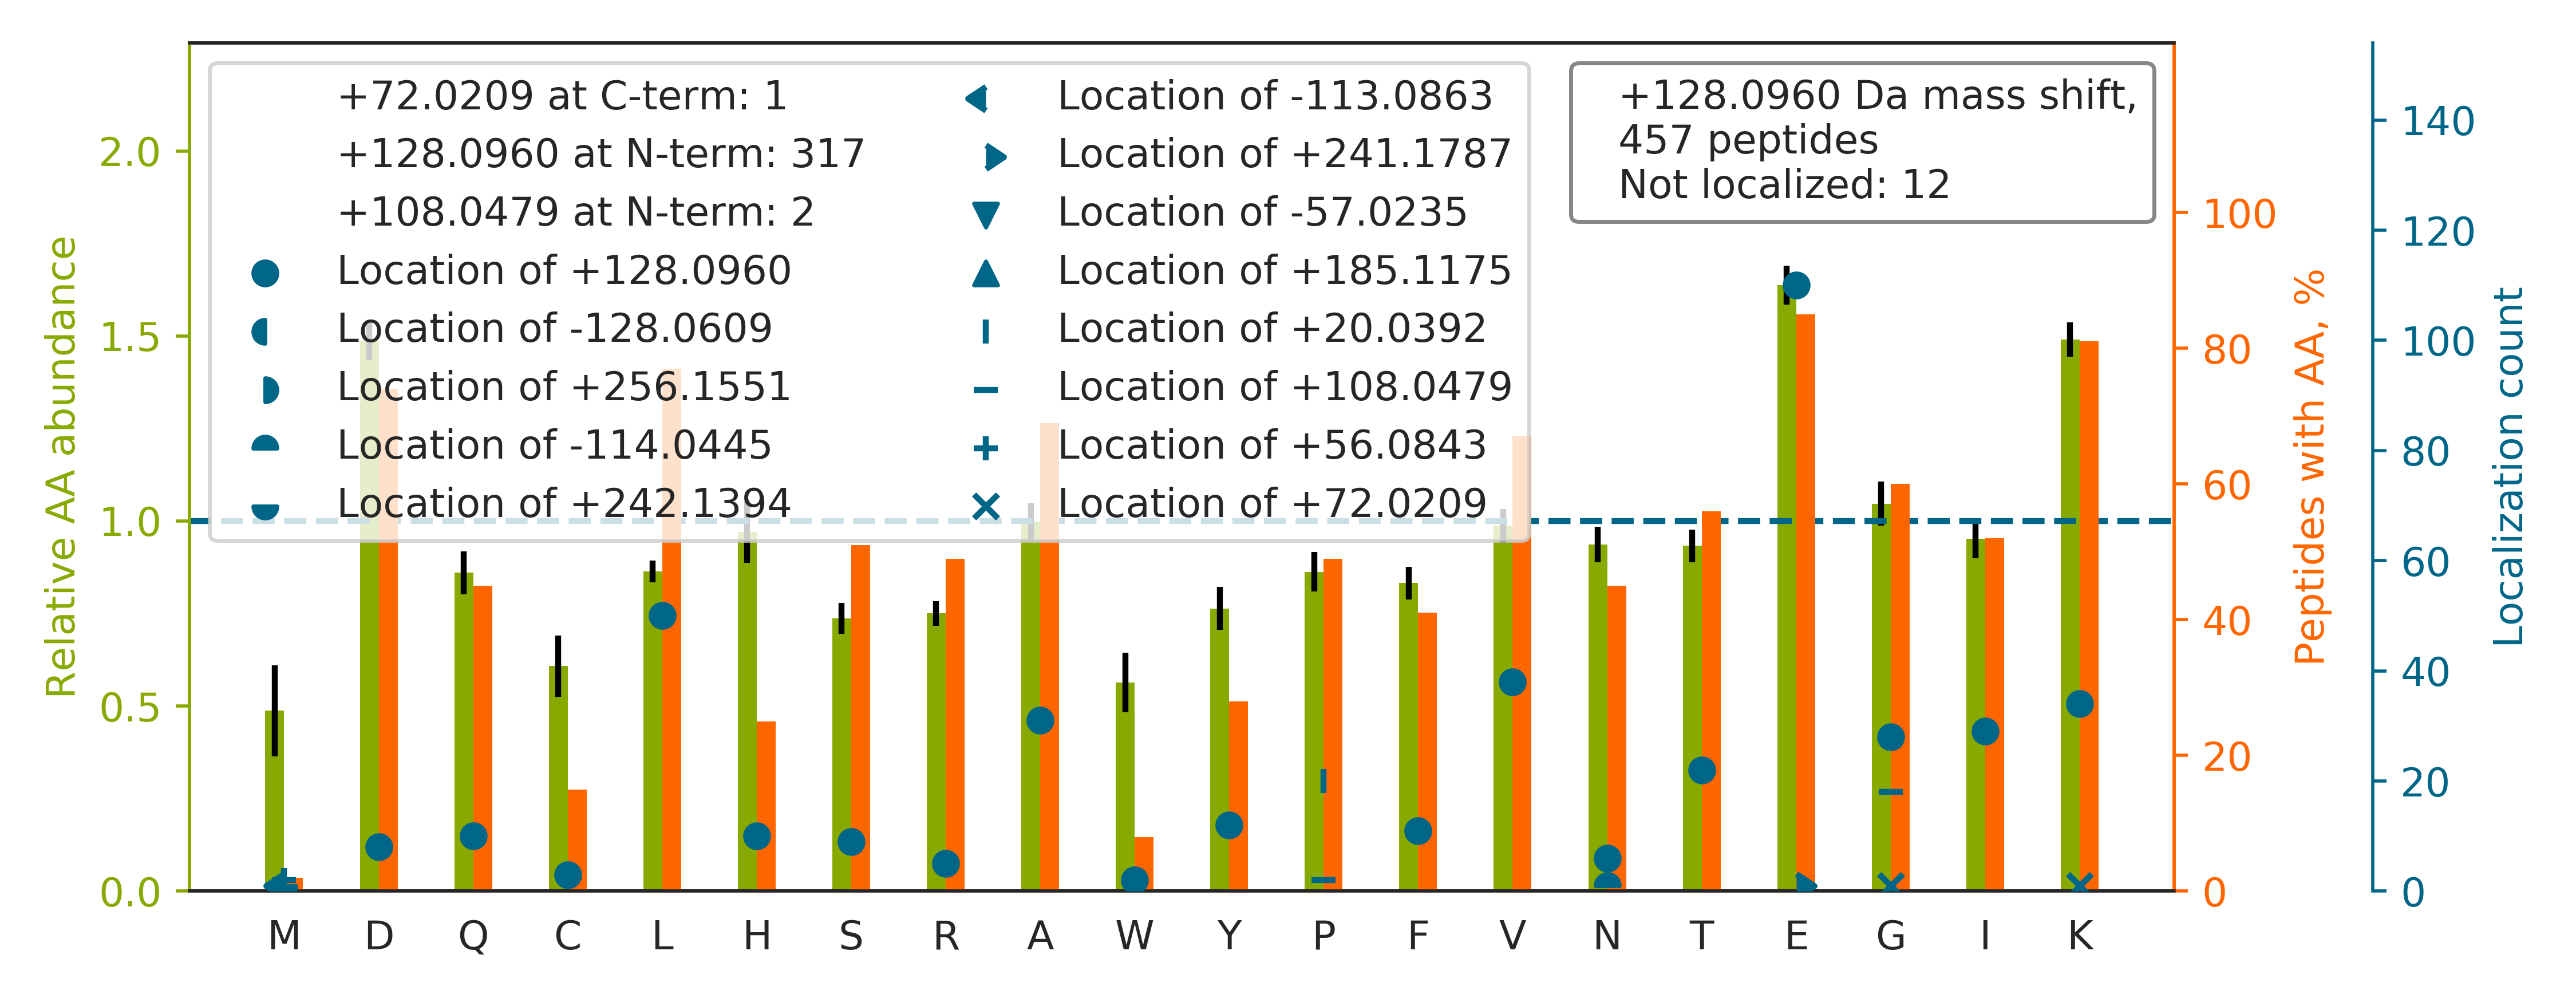 +72.0209 at C-term: 1
+128.0960 at N-term: 317
+108.0479 at N-term: 2
Location of +128.0960
Location of -128.0609
Location of +256.1551
Location of -114.0445
Location of +242.1394
Location of -113.0863
Location of +241.1787
Location of -57.0235
Location of +185.1175
Location of +20.0392
Location of +108.0479
Location of +56.0843
Location of +72.0209
+128.0960 Da mass shift,
457 peptides
Not localized: 12
Relative AA abundance
2.0
1.5
1.0
0.5
0.0
M D Q C L H S R A W Y P F V N T E G I K
100
80
60
40
20
0
Peptides with AA, %
140
120
100
80
60
40
20
0
Localization count